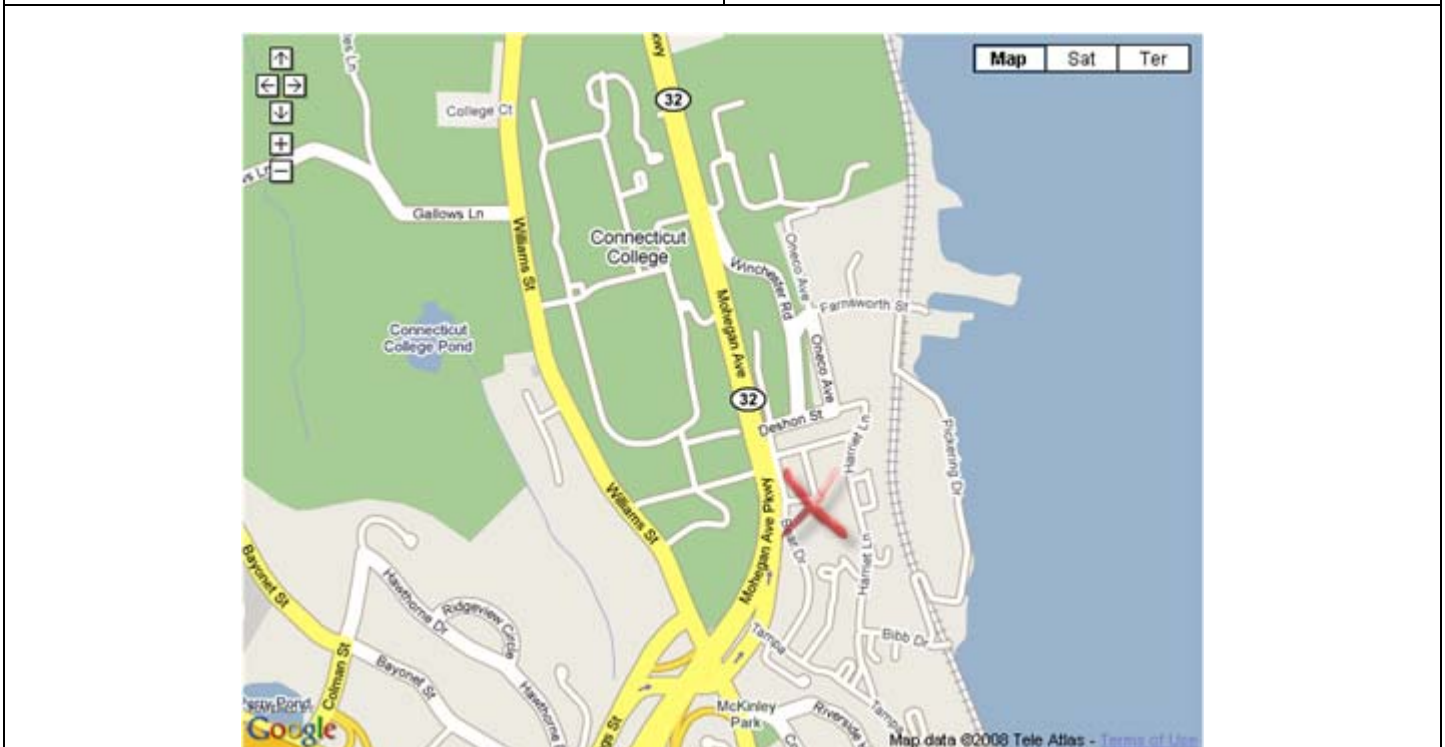 Map Sat Ter
College Ct
32
Gallows Ln
Williams St
Connecticut
College
Winchester Rd
Oneco Ave
Farnsworth St
Mohegan Ave
Connecticut
College Pond
Oneco Ave
32
Deshon St
Harriet Ln
Pickering Dr
Williams St
Mohegan Ave Pkwy
Harriet Ln
Bayonet St
Hawthorne Dr
Ridgeview Circle
Tampa
Bibb Dr
Colman St
Bayonet St
Hawthorne
McKinley
Park
Riverside
Tampa
Google
Map data ©2008 Tele Atlas - Terms of Use